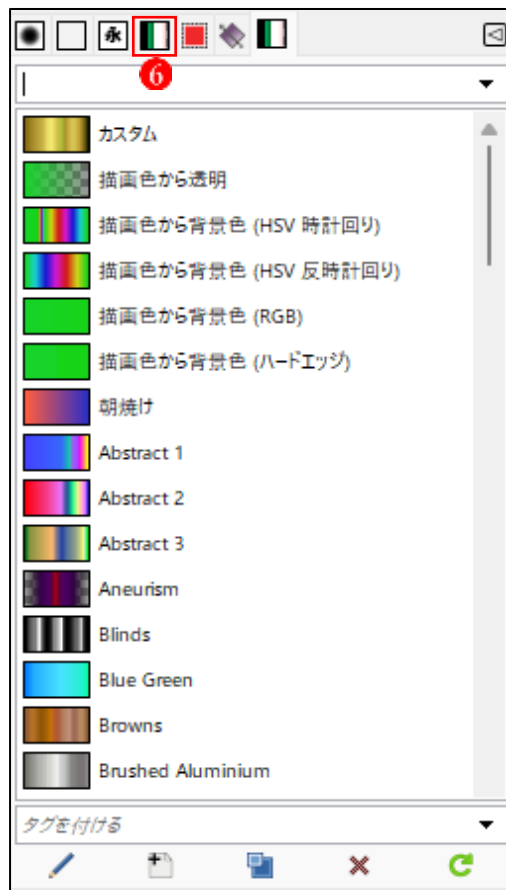 永
6
カスタム
描画色から透明
描画色から背景色 (HSV 時計回り)
描画色から背景色 (HSV 反時計回り)
描画色から背景色 (RGB)
描画色から背景色 (ハードエッジ)
朝焼け
Abstract 1
Abstract 2
Abstract 3
Aneurism
Blinds
Blue Green
Browns
Brushed Aluminium
タグを付ける